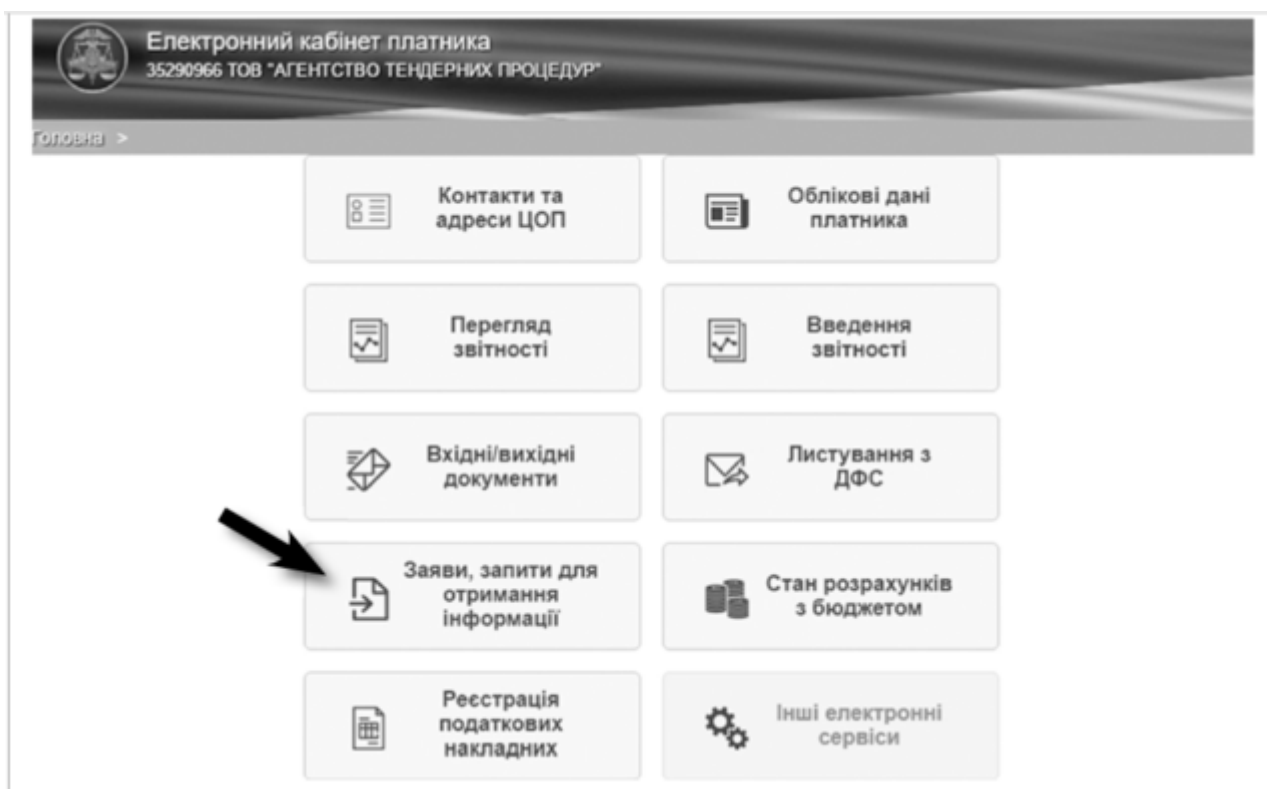 Електронний кабінет платника
35290966 ТОВ "АГЕНТСТВО ТЕНДЕРНИХ ПРОЦЕДУР"
Головна >
Контакти та
адреси ЦОП
Облікові дані
платника
Перегляд
звітності
Введення
звітності
Вхідні/вихідні
документи
Листування з
ДФС
Заяви, запити для
отримання
інформації
Стан розрахунків
з бюджетом
Реєстрація
податкових
накладних
Інші електронні
сервіси